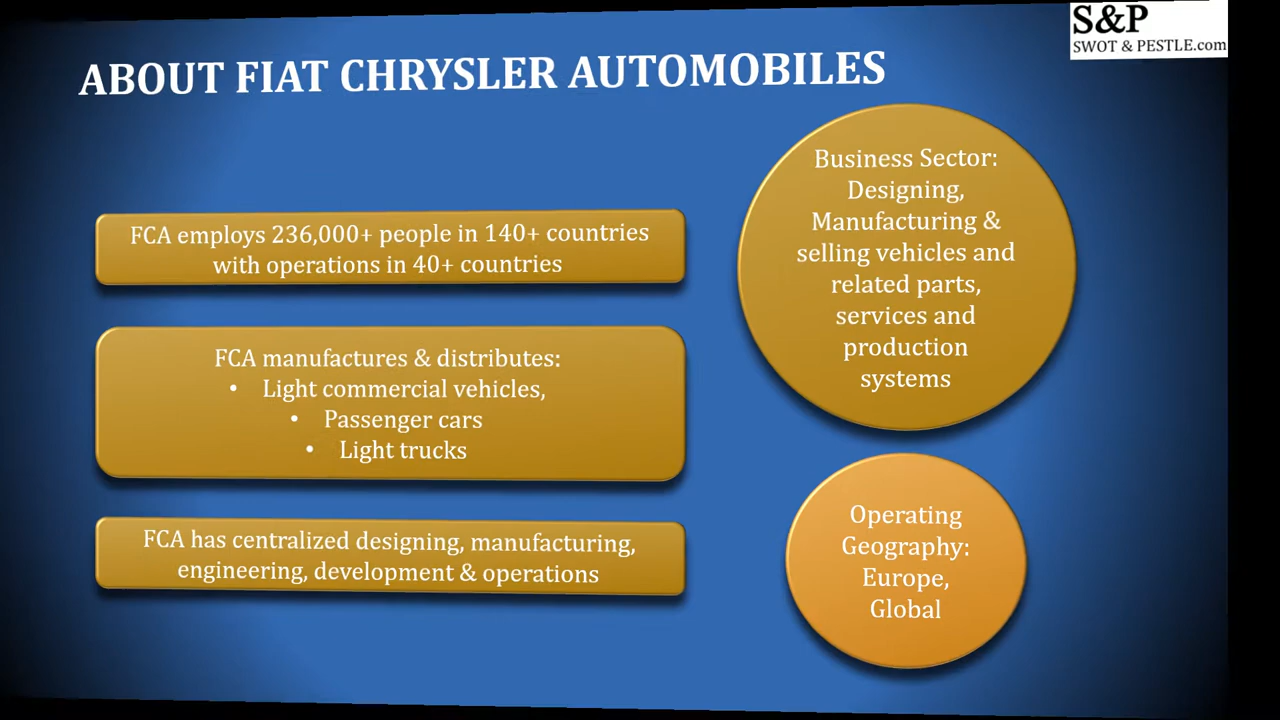 S&P
SWOT & PESTLE.com
ABOUT FIAT CHRYSLER AUTOMOBILES
FCA employs 236,000+ people in 140+ countries
with operations in 40+ countries
FCA manufactures & distributes:
• Light commercial vehicles,
• Passenger cars
• Light trucks
FCA has centralized designing, manufacturing,
engineering, development & operations
Business Sector:
Designing,
Manufacturing &
selling vehicles and
related parts,
services and
production
systems
Operating
Geography:
Europe,
Global